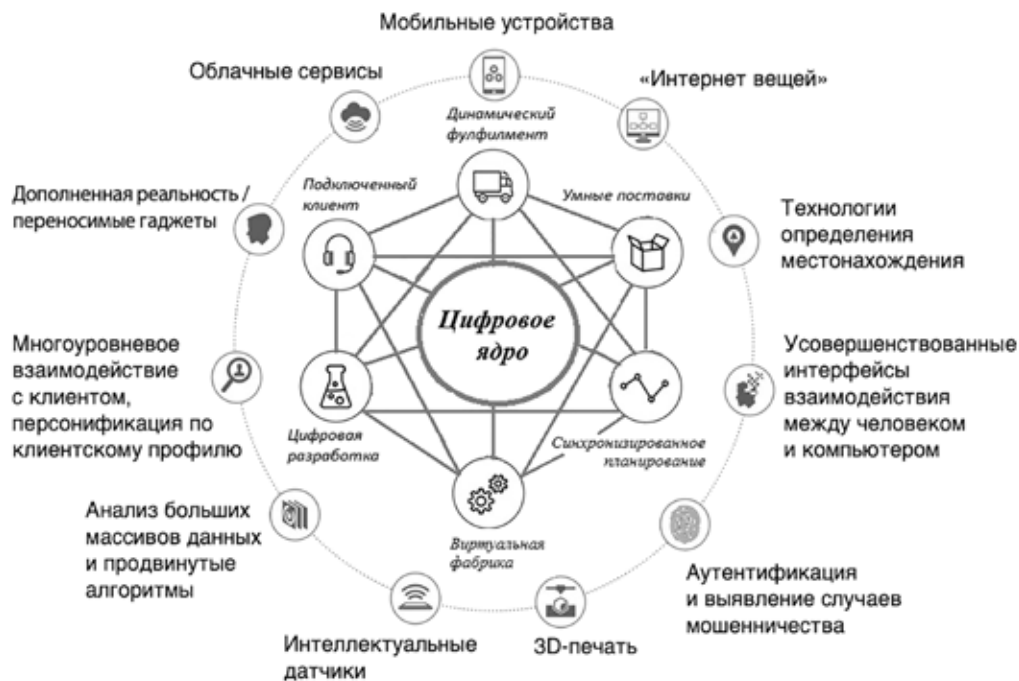 Мобильные устройства
Облачные сервисы
«Интернет вещей»
Динамический
фулфилмент
Подключенный
клиент
Умные поставки
Дополненная реальность /
переносимые гаджеты
Технологии
определения
местонахождения
Цифровое
ядро
Многоуровневое
взаимодействие
с клиентом,
персонификация по
клиентскому профилю
Усовершенствованные
интерфейсы
взаимодействия
между человеком
и компьютером
Цифровая
разработка
Синхронизированное
планирование
Виртуальная
фабрика
Анализ больших
массивов данных
и продвинутые
алгоритмы
Аутентификация
и выявление случаев
мошенничества
Интеллектуальные
датчики
3D-печать